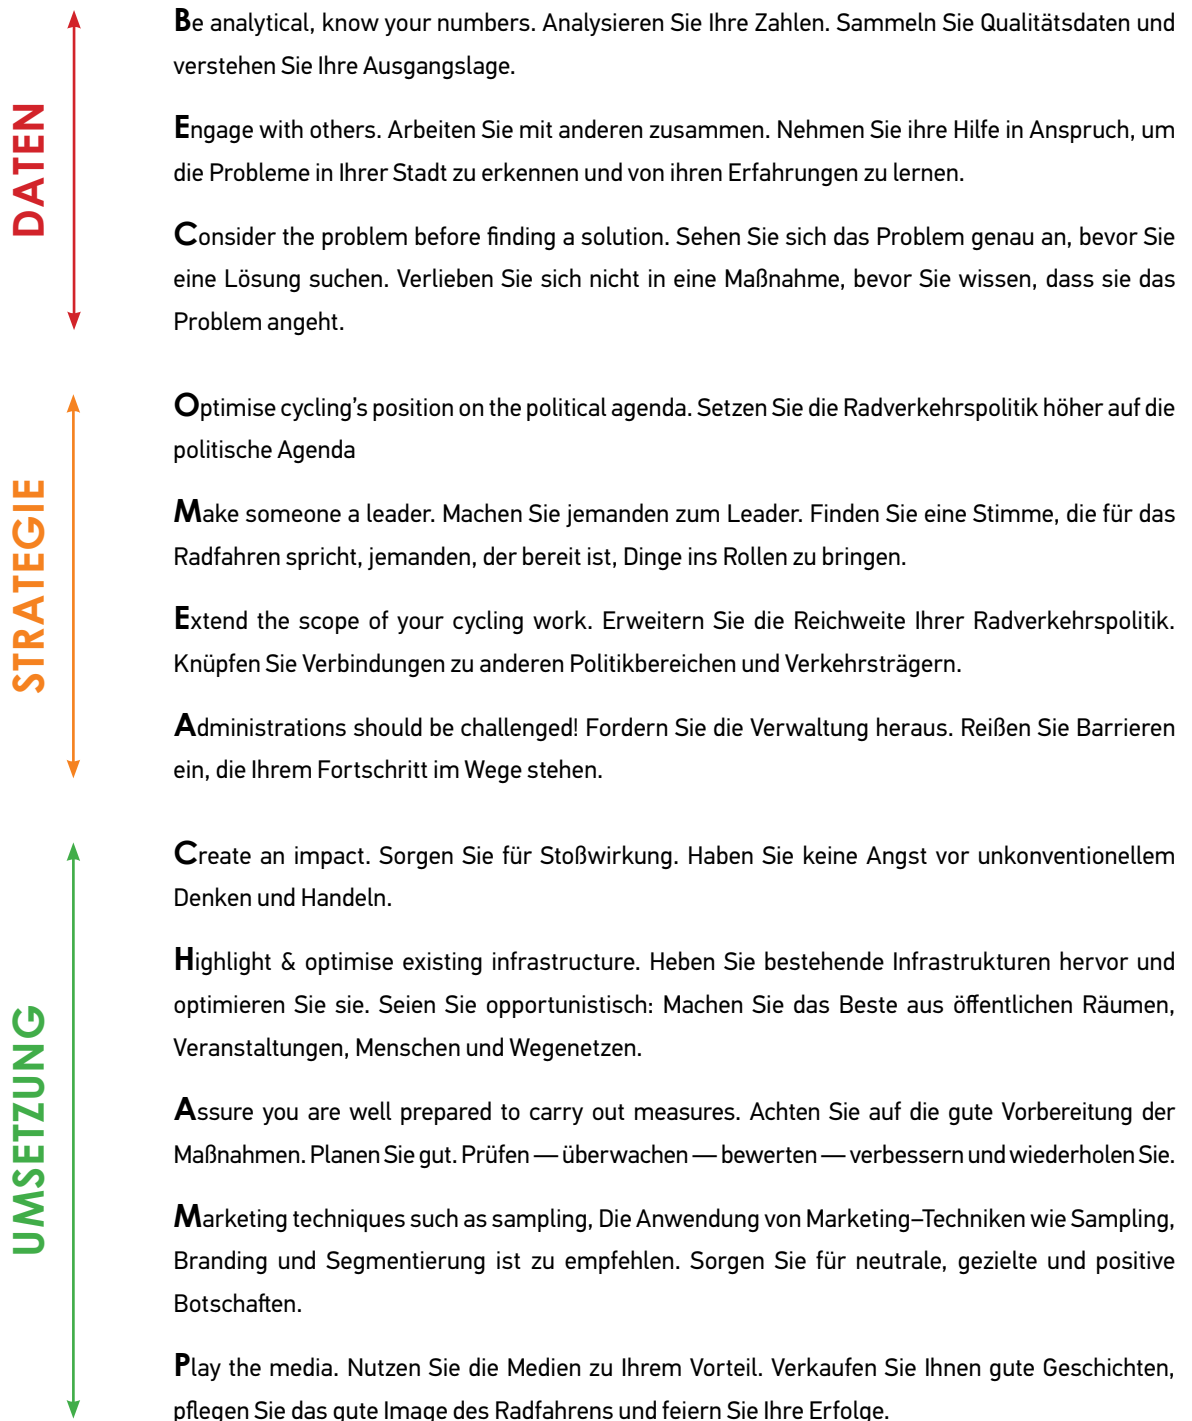 DATEN
Be analytical, know your numbers. Analysieren Sie Ihre Zahlen. Sammeln Sie Qualitätsdaten und
verstehen Sie Ihre Ausgangslage.
Engage with others. Arbeiten Sie mit anderen zusammen. Nehmen Sie ihre Hilfe in Anspruch, um
die Probleme in Ihrer Stadt zu erkennen und von ihren Erfahrungen zu lernen.
Consider the problem before finding a solution. Sehen Sie sich das Problem genau an, bevor Sie
eine Lösung suchen. Verlieben Sie sich nicht in eine Maßnahme, bevor Sie wissen, dass sie das
Problem angeht.
STRATEGIE
Optimise cycling's position on the political agenda. Setzen Sie die Radverkehrspolitik höher auf die
politische Agenda
Make someone a leader. Machen Sie jemanden zum Leader. Finden Sie eine Stimme, die für das
Radfahren spricht, jemanden, der bereit ist, Dinge ins Rollen zu bringen.
Extend the scope of your cycling work. Erweitern Sie die Reichweite Ihrer Radverkehrspolitik.
Knüpfen Sie Verbindungen zu anderen Politikbereichen und Verkehrsträgern.
Administrations should be challenged! Fordern Sie die Verwaltung heraus. Reißen Sie Barrieren
ein, die Ihrem Fortschritt im Wege stehen.
UMSETZUNG
Create an impact. Sorgen Sie für Stoßwirkung. Haben Sie keine Angst vor unkonventionellem
Denken und Handeln.
Highlight & optimise existing infrastructure. Heben Sie bestehende Infrastrukturen hervor und
optimieren Sie sie. Seien Sie opportunistisch: Machen Sie das Beste aus öffentlichen Räumen,
Veranstaltungen, Menschen und Wegenetzen.
Assure you are well prepared to carry out measures. Achten Sie auf die gute Vorbereitung der
Maßnahmen. Planen Sie gut. Prüfen — überwachen — bewerten — verbessern und wiederholen Sie.
Marketing techniques such as sampling, Die Anwendung von Marketing–Techniken wie Sampling,
Branding und Segmentierung ist zu empfehlen. Sorgen Sie für neutrale, gezielte und positive
Botschaften.
Play the media. Nutzen Sie die Medien zu Ihrem Vorteil. Verkaufen Sie Ihnen gute Geschichten,
pflegen Sie das gute Image des Radfahrens und feiern Sie Ihre Erfolge.